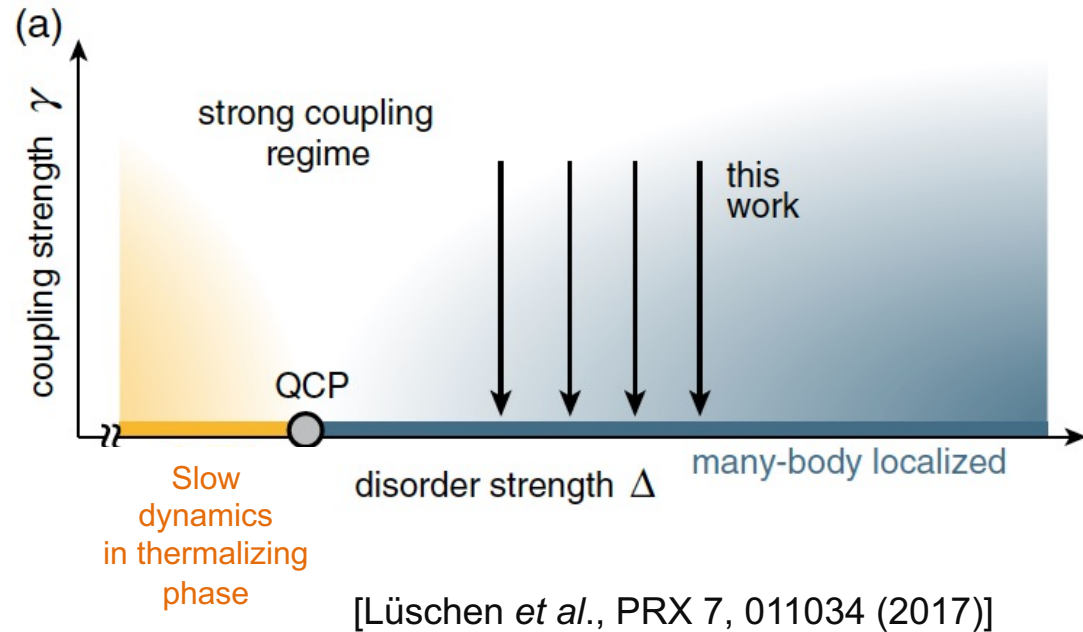 (a)
coupling strength γ
strong coupling
regime
this
work
QCP
many-body localized
disorder strength Δ
Slow
dynamics
in thermalizing
phase
[Lüschen et al., PRX 7, 011034 (2017)]